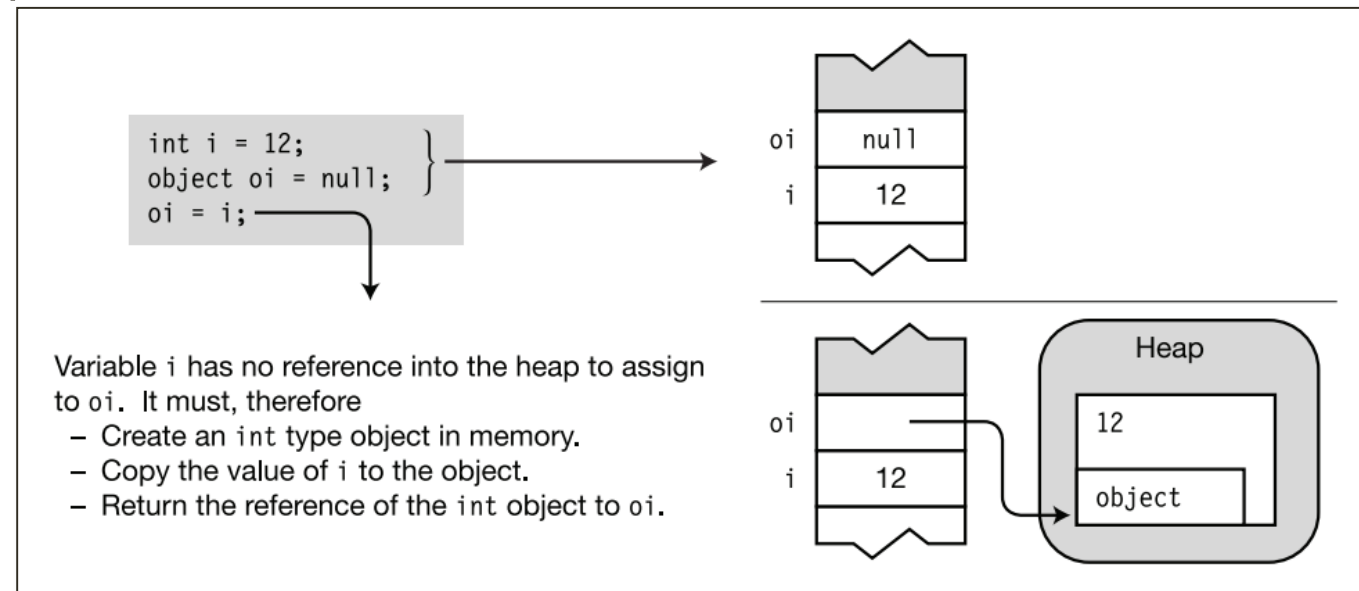 int i = 12;
object oi = null;
oi = i;
oi null
i 12
Variable i has no reference into the heap to assign
to oi. It must, therefore
– Create an int type object in memory.
– Copy the value of i to the object.
– Return the reference of the int object to oi.
Heap
oi
12
i 12
object